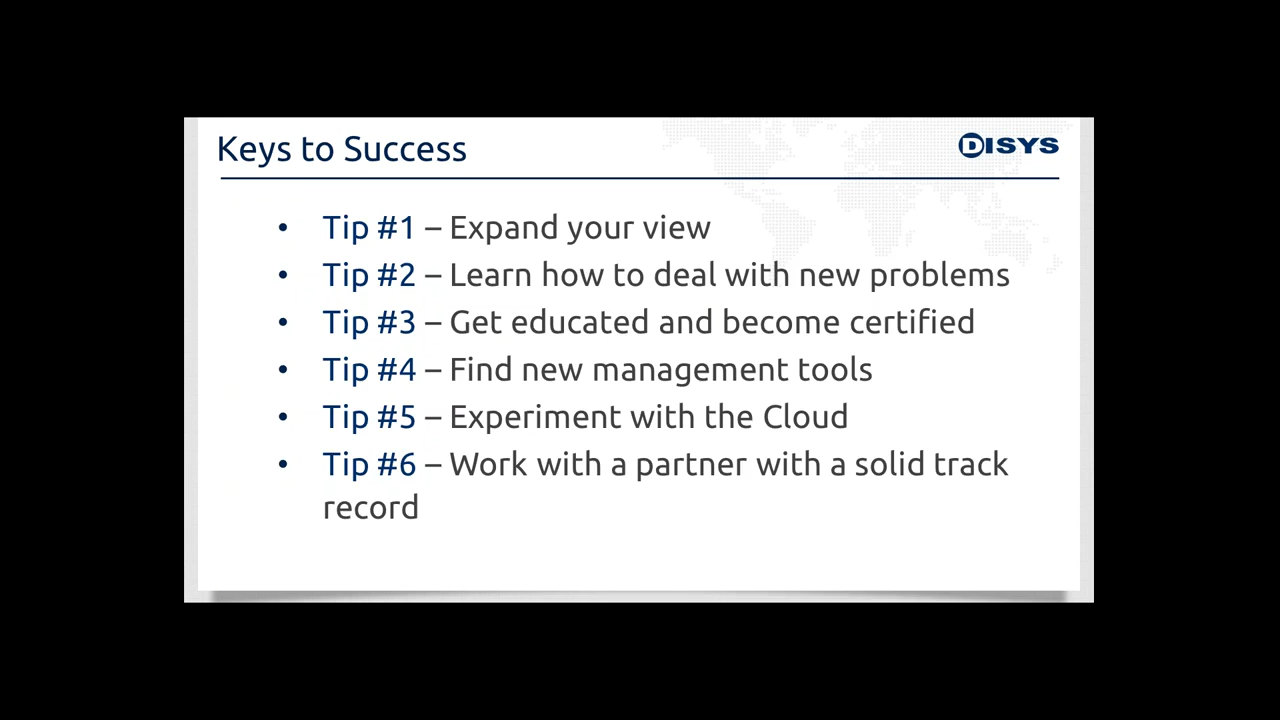 Keys to Success
DISYS
• Tip #1 – Expand your view
• Tip #2 – Learn how to deal with new problems
• Tip #3 – Get educated and become certified
• Tip #4 – Find new management tools
• Tip #5 – Experiment with the Cloud
• Tip #6 – Work with a partner with a solid track
record